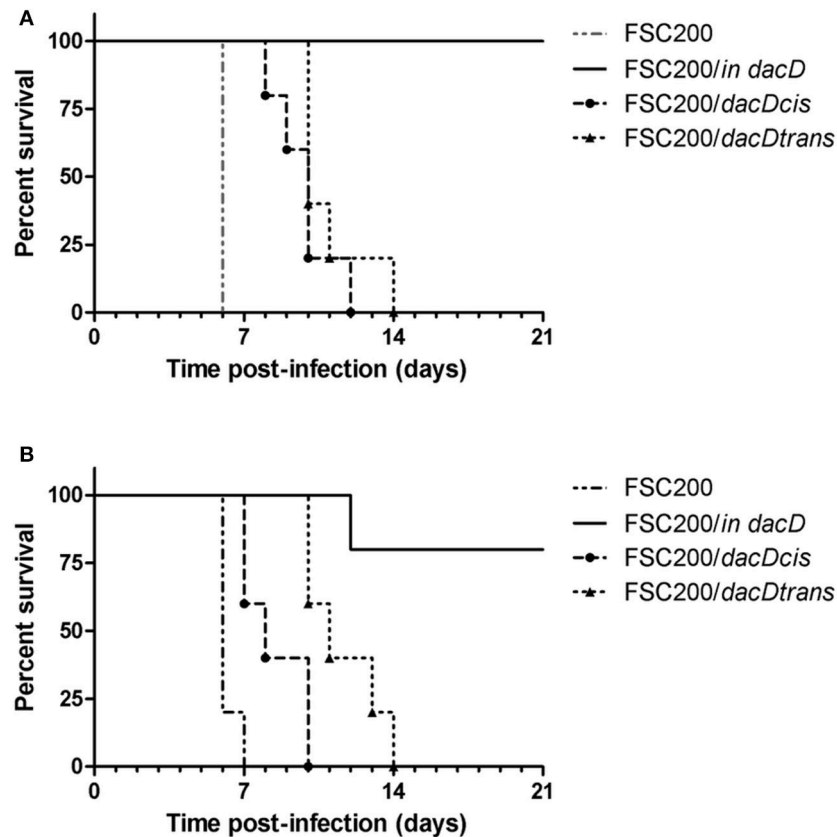 A
Percent survival
100
75
50
25
0
0 7 14 21
Time post-infection (days)
FSC200
FSC200/in dacD
FSC200/dacDcis
FSC200/dacDtrans
B
Percent survival
100
75
50
25
0
0 7 14 21
Time post-infection (days)
FSC200
FSC200/in dacD
FSC200/dacDcis
FSC200/dacDtrans